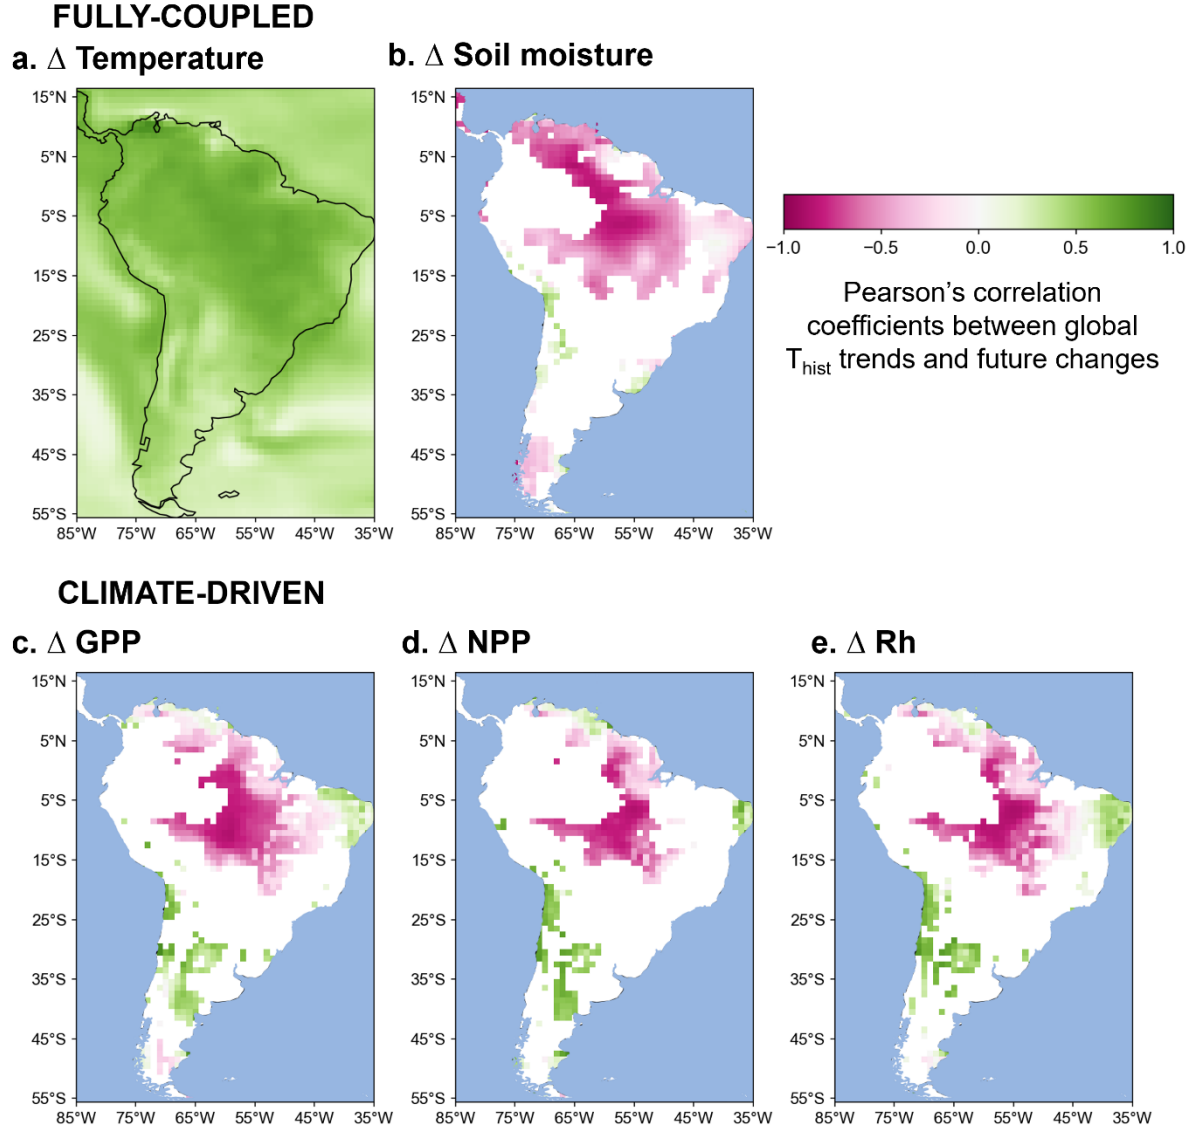 FULLY-COUPLED
a. Δ Temperature
b. Δ Soil moisture
15°N
5°N
5°S
15°S
25°S
35°S
45°S
55°S
85°W 75°W 65°W 55°W 45°W 35°W
15°N
5°N
5°S
15°S
25°S
35°S
45°S
55°S
85°W 75°W 65°W 55°W 45°W 35°W
−1.0 −0.5 0.0 0.5 1.0
Pearson's correlation
coefficients between global
Thist trends and future changes
CLIMATE-DRIVEN
c. Δ GPP
d. Δ NPP
e. Δ Rh
15°N
5°N
5°S
15°S
25°S
35°S
45°S
55°S
85°W 75°W 65°W 55°W 45°W 35°W
15°N
5°N
5°S
15°S
25°S
35°S
45°S
55°S
85°W 75°W 65°W 55°W 45°W 35°W
15°N
5°N
5°S
15°S
25°S
35°S
45°S
55°S
85°W 75°W 65°W 55°W 45°W 35°W